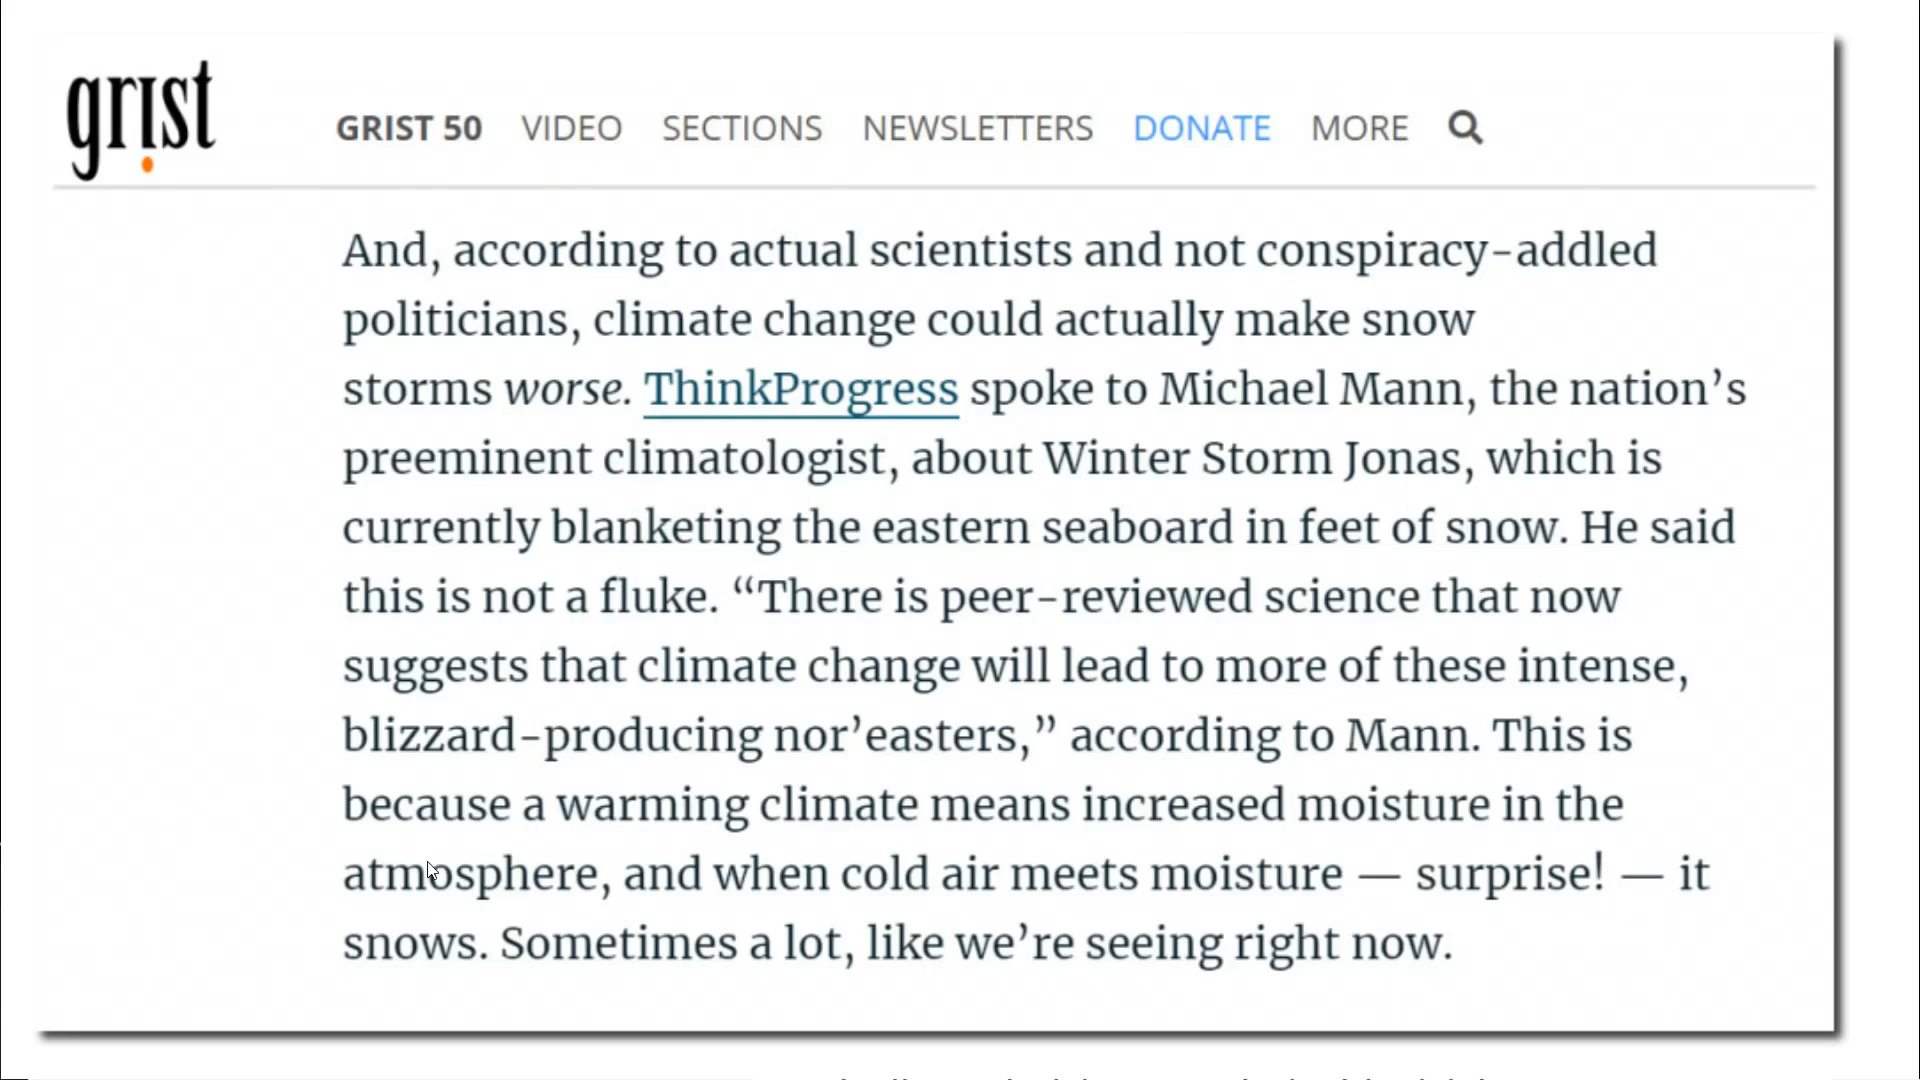 grist
GRIST 50 VIDEO SECTIONS NEWSLETTERS DONATE MORE
And, according to actual scientists and not conspiracy-addled
politicians, climate change could actually make snow
storms worse. ThinkProgress spoke to Michael Mann, the nation’s
preeminent climatologist, about Winter Storm Jonas, which is
currently blanketing the eastern seaboard in feet of snow. He said
this is not a fluke. “There is peer-reviewed science that now
suggests that climate change will lead to more of these intense,
blizzard-producing nor’easters,” according to Mann. This is
because a warming climate means increased moisture in the
atmosphere, and when cold air meets moisture — surprise! — it
snows. Sometimes a lot, like we’re seeing right now.